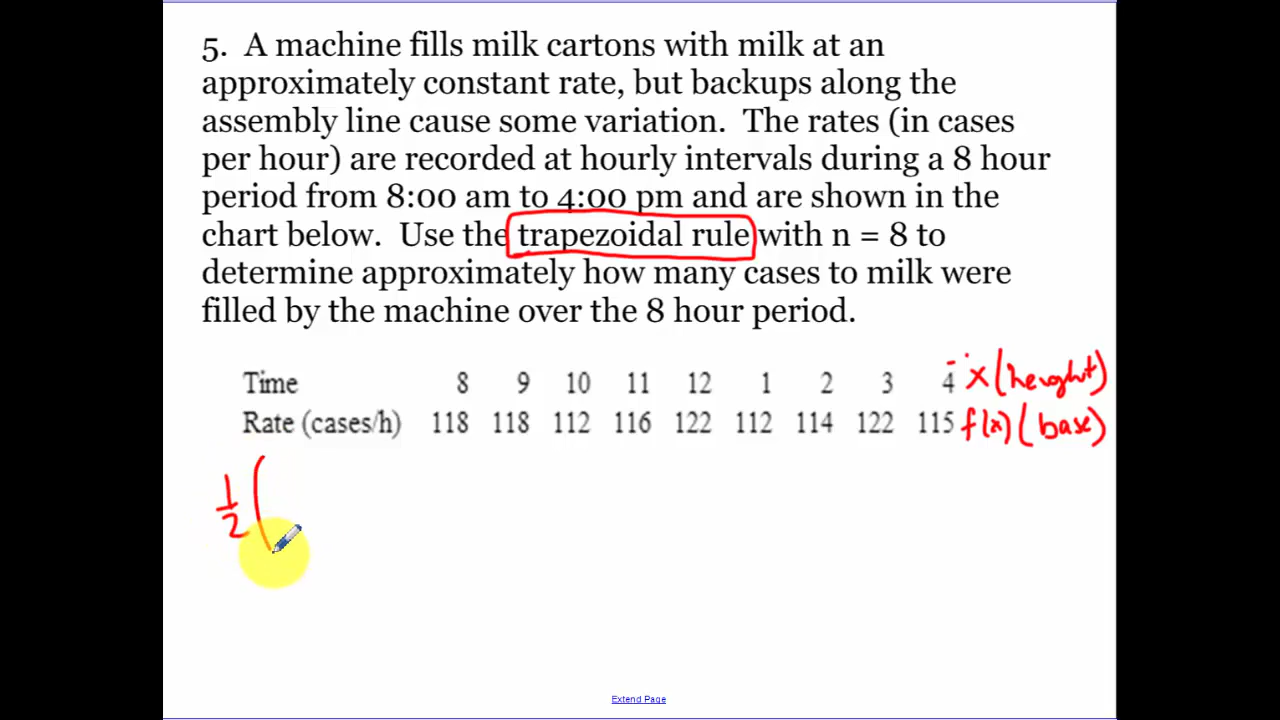 5. A machine fills milk cartons with milk at an
approximately constant rate, but backups along the
assembly line cause some variation. The rates (in cases
per hour) are recorded at hourly intervals during a 8 hour
period from 8:00 am to 4:00 pm and are shown in the
chart below. Use the trapezoidal rule with n = 8 to
determine approximately how many cases to milk were
filled by the machine over the 8 hour period.
Time 8 9 10 11 12 1 2 3 4 x (height)
Rate (cases/h) 118 118 112 116 122 112 114 122 115 f(x) (base)
1/2 (
Extend Page